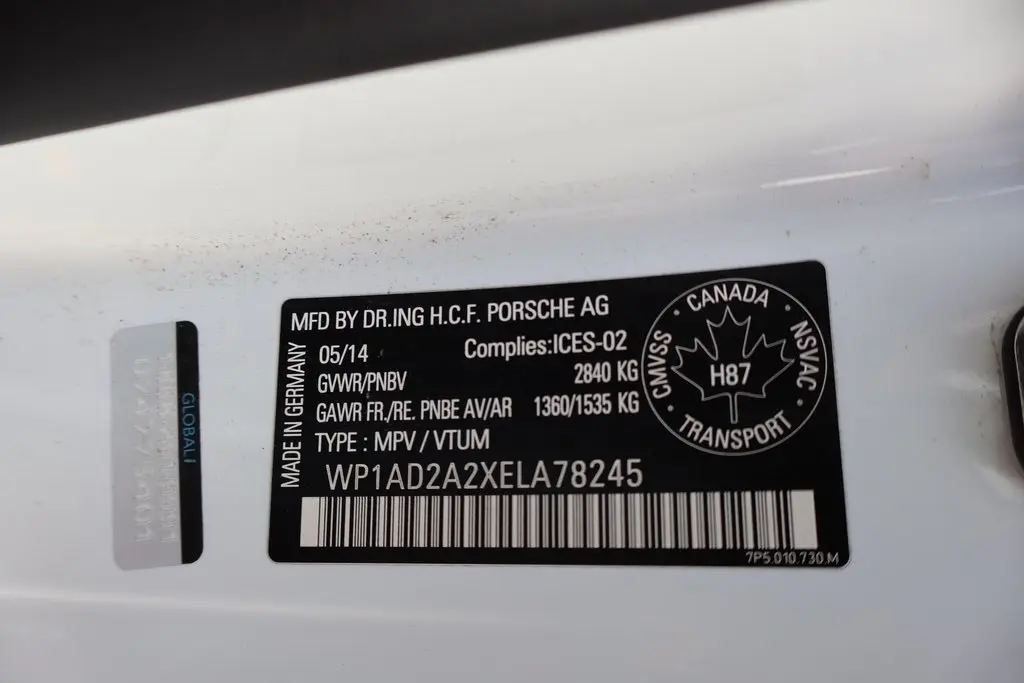 MFD BY DR.ING H.C.F. PORSCHE AG
05/14 Complies:ICES-02
GVWR/PNBV 2840 KG
GAWR FR./RE. PNBE AV/AR 1360/1535 KG
TYPE : MPV / VTUM
WP1AD2A2XELA78245
7P5.010.730.M
MADE IN GERMANY
CANADA
CMVSS · NSVAC
H87
TRANSPORT
GLOBALi